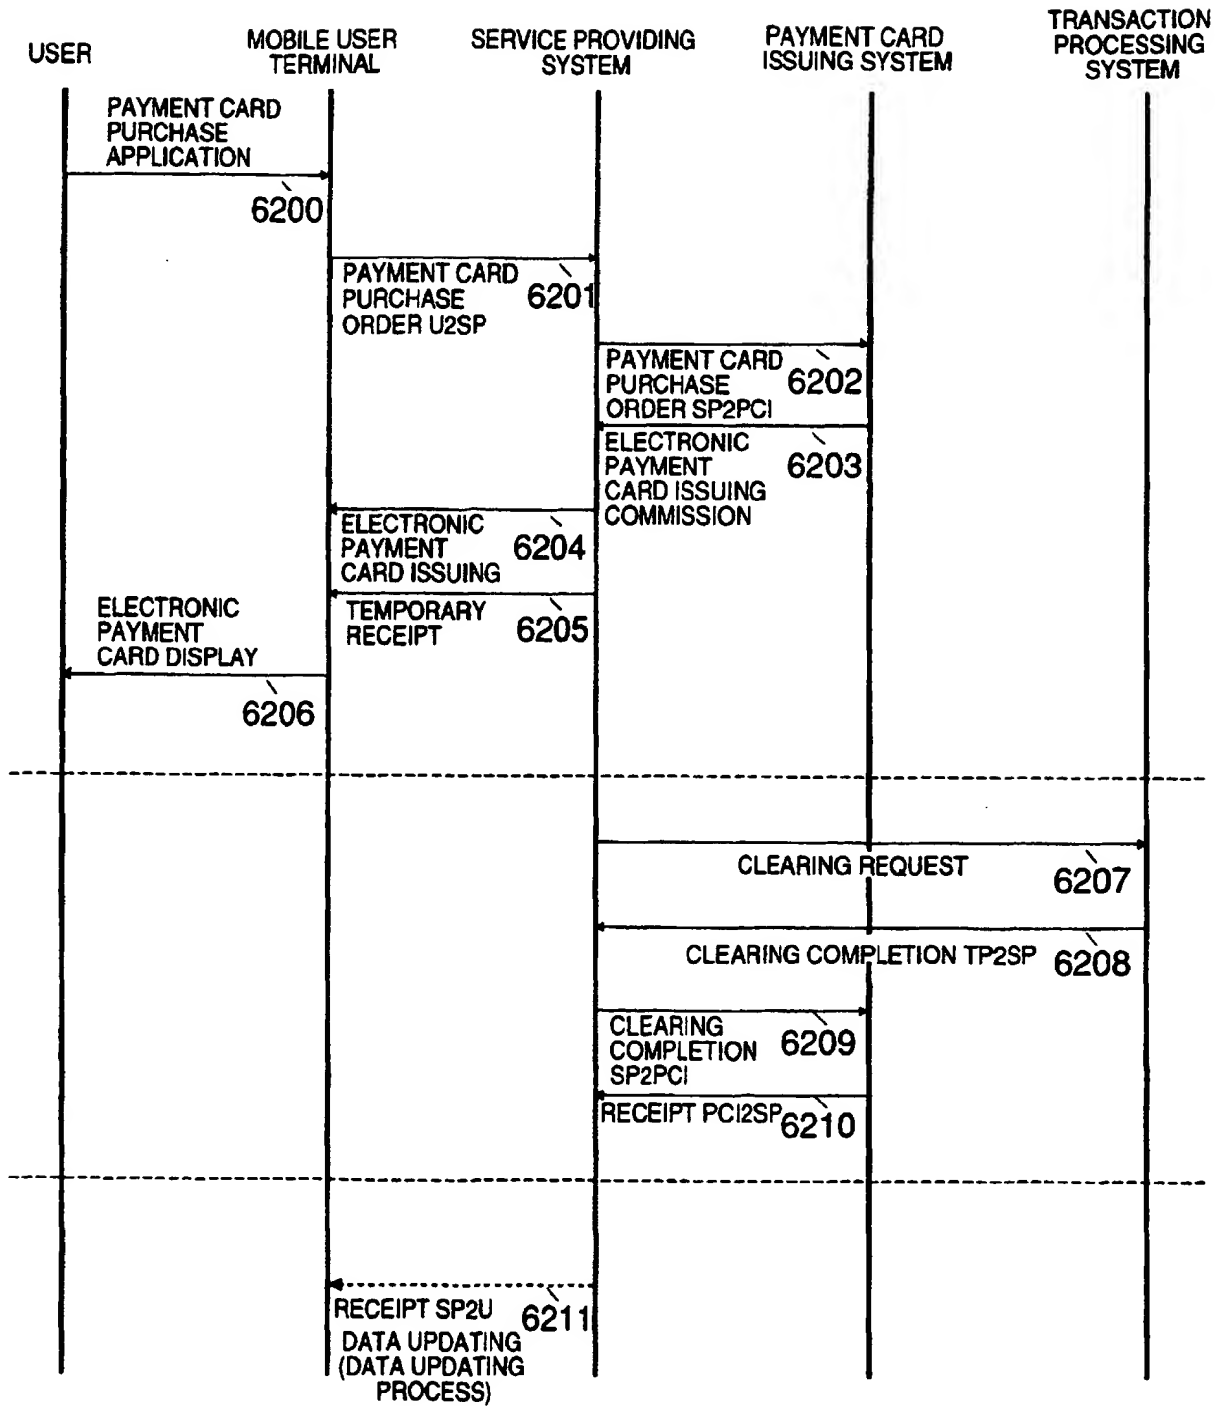 USER
MOBILE USER
TERMINAL
SERVICE PROVIDING
SYSTEM
PAYMENT CARD
ISSUING SYSTEM
TRANSACTION
PROCESSING
SYSTEM
PAYMENT CARD
PURCHASE
APPLICATION
6200
PAYMENT CARD
PURCHASE
ORDER U2SP
6201
PAYMENT CARD
PURCHASE
ORDER SP2PCI
6202
ELECTRONIC
PAYMENT
CARD ISSUING
COMMISSION
6203
ELECTRONIC
PAYMENT
CARD ISSUING
6204
TEMPORARY
RECEIPT
6205
ELECTRONIC
PAYMENT
CARD DISPLAY
6206
CLEARING REQUEST
6207
CLEARING COMPLETION TP2SP
6208
CLEARING
COMPLETION
SP2PCI
6209
RECEIPT PCI2SP
6210
RECEIPT SP2U
6211
DATA UPDATING
(DATA UPDATING
PROCESS)